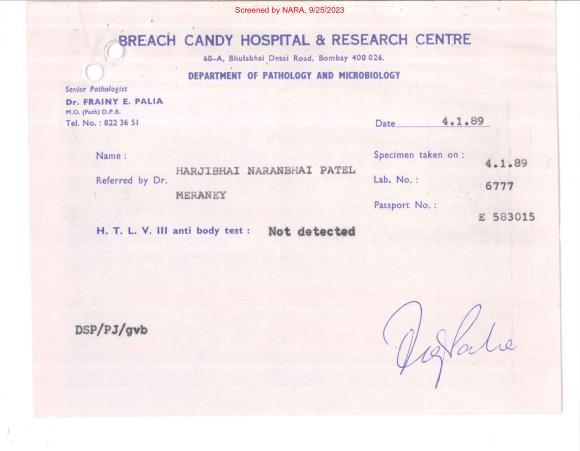 Screened by NARA, 9/25/2023
BREACH CANDY HOSPITAL & RESEARCH CENTRE
60-A, Bhulabhai Desai Road, Bombay 400 026.
DEPARTMENT OF PATHOLOGY AND MICROBIOLOGY
Senior Pathologist
Dr. FRAINY E. PALIA
M.D. (Path) D.P.B.
Tel. No. : 822 36 51
Date 4.1.89
Name : HARJIBHAI NARANBHAI PATEL
Specimen taken on : 4.1.89
Referred by Dr. MERANEY
Lab. No. : 6777
Passport No. : E 583015
H. T. L. V. III anti body test : Not detected
DSP/PJ/gvb